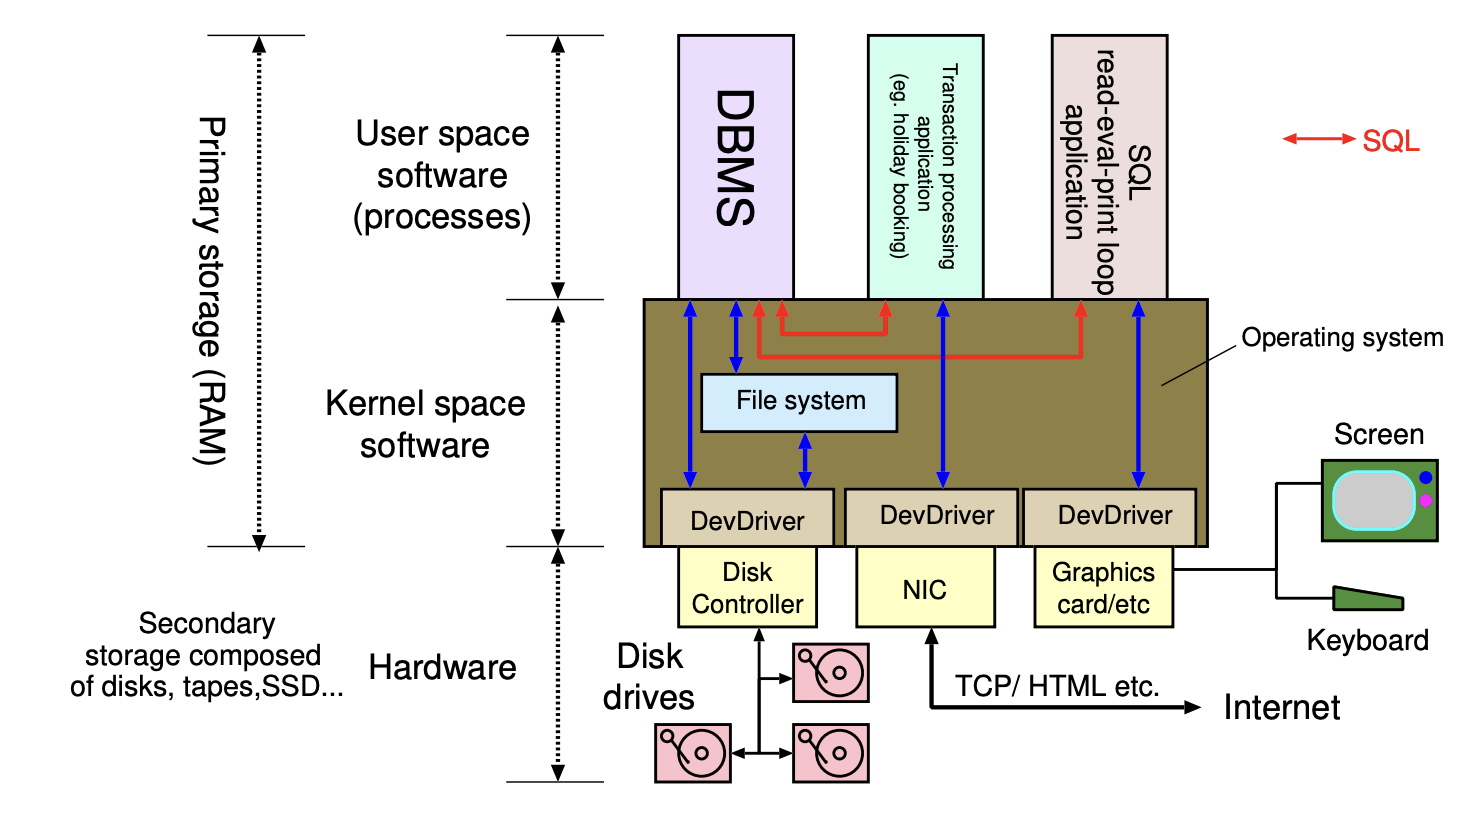 Primary storage (RAM)
User space
software
(processes)
DBMS
Transaction processing
application
(eg. holiday booking)
SQL
read-eval-print loop
application
SQL
Kernel space
software
File system
Operating system
DevDriver
DevDriver
DevDriver
Screen
Disk
Controller
NIC
Graphics
card/etc
Keyboard
Secondary
storage composed
of disks, tapes,SSD...
Hardware
Disk
drives
TCP/ HTML etc.
Internet